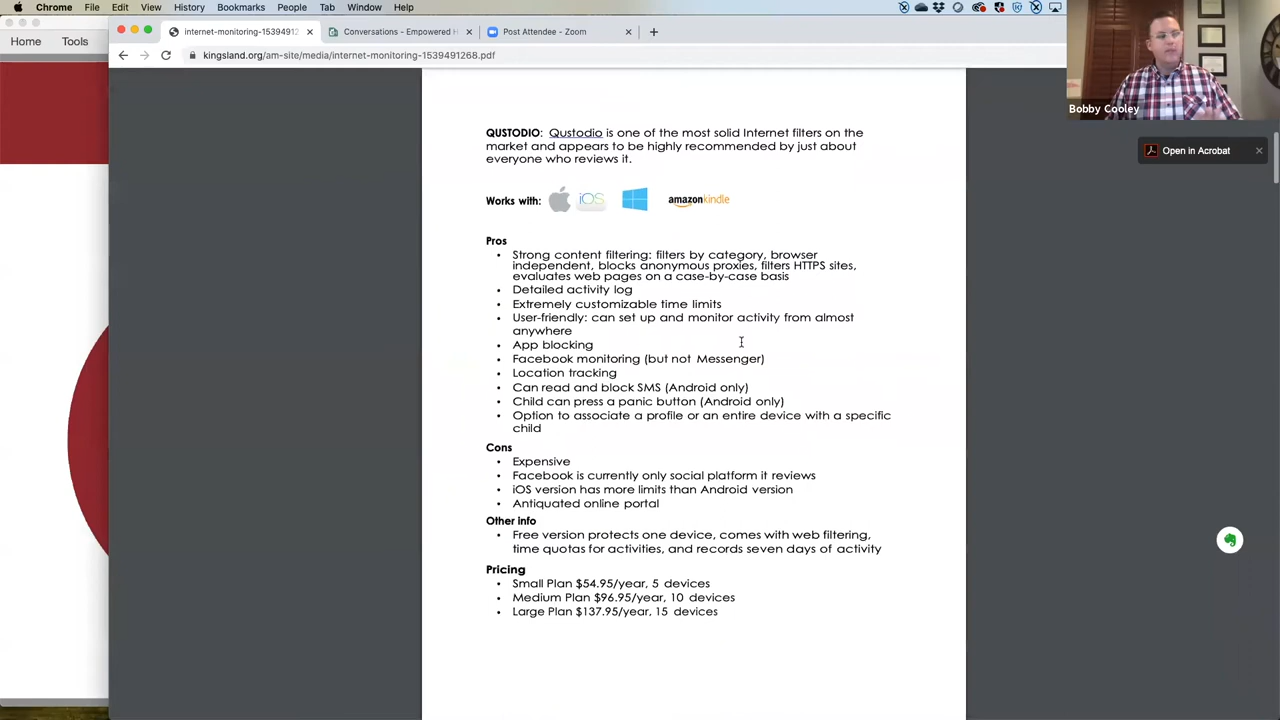 Chrome File Edit View History Bookmarks People Tab Window Help
internet-monitoring-15394912
Conversations - Empowered H
Post Attendee - Zoom
Home Tools
kingsland.org/am-site/media/internet-monitoring-1539491268.pdf
Bobby Cooley
Open in Acrobat
QUSTODIO: Qustodio is one of the most solid Internet filters on the
market and appears to be highly recommended by just about
everyone who reviews it.
Works with: iOS amazonkindle
Pros
• Strong content filtering: filters by category, browser
independent, blocks anonymous proxies, filters HTTPS sites,
evaluates web pages on a case-by-case basis
• Detailed activity log
• Extremely customizable time limits
• User-friendly: can set up and monitor activity from almost
anywhere
• App blocking
• Facebook monitoring (but not Messenger)
• Location tracking
• Can read and block SMS (Android only)
• Child can press a panic button (Android only)
• Option to associate a profile or an entire device with a specific
child
Cons
• Expensive
• Facebook is currently only social platform it reviews
• iOS version has more limits than Android version
• Antiquated online portal
Other info
• Free version protects one device, comes with web filtering,
time quotas for activities, and records seven days of activity
Pricing
• Small Plan $54.95/year, 5 devices
• Medium Plan $96.95/year, 10 devices
• Large Plan $137.95/year, 15 devices